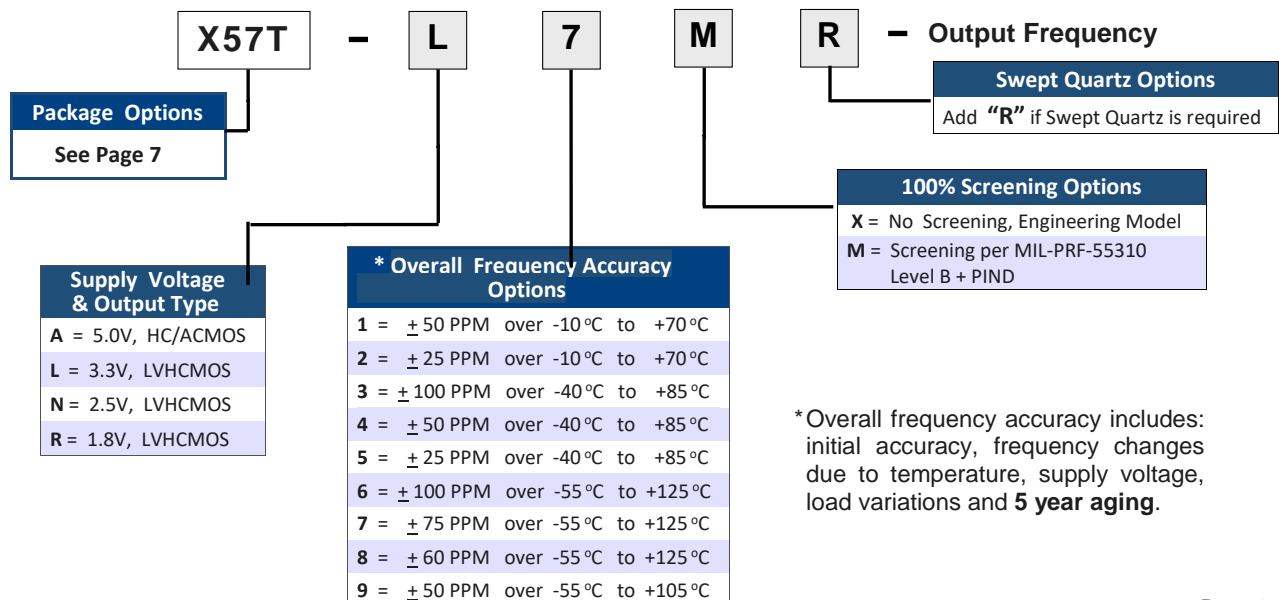 X57T – L 7 M R – Output Frequency
Swept Quartz Options
Add "R" if Swept Quartz is required
Package Options
See Page 7
100% Screening Options
X = No Screening, Engineering Model
M = Screening per MIL-PRF-55310
Level B + PIND
Supply Voltage
& Output Type
A = 5.0V, HC/ACMOS
L = 3.3V, LVHCMOS
N = 2.5V, LVHCMOS
R = 1.8V, LVHCMOS
* Overall Frequency Accuracy
Options
1 = ± 50 PPM over -10 °C to +70 °C
2 = ± 25 PPM over -10 °C to +70 °C
3 = ± 100 PPM over -40 °C to +85 °C
4 = ± 50 PPM over -40 °C to +85 °C
5 = ± 25 PPM over -40 °C to +85 °C
6 = ± 100 PPM over -55 °C to +125 °C
7 = ± 75 PPM over -55 °C to +125 °C
8 = ± 60 PPM over -55 °C to +125 °C
9 = ± 50 PPM over -55 °C to +105 °C
*Overall frequency accuracy includes:
initial accuracy, frequency changes
due to temperature, supply voltage,
load variations and 5 year aging.